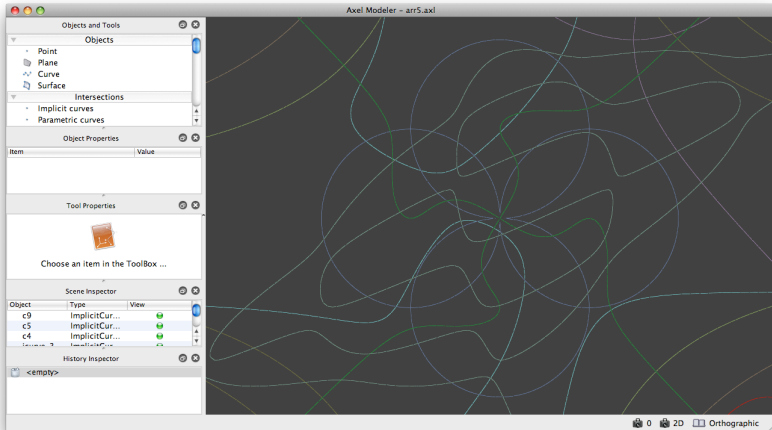 Axel Modeler - arr5.axl
Objects and Tools
Objects
Point
Plane
Curve
Surface
Intersections
Implicit curves
Parametric curves
Object Properties
Item Value
Tool Properties
Choose an item in the ToolBox ...
Scene Inspector
Object Type View
c9 ImplicitCur...
c5 ImplicitCur...
c4 ImplicitCur...
History Inspector
<empty>
0 2D Orthographic